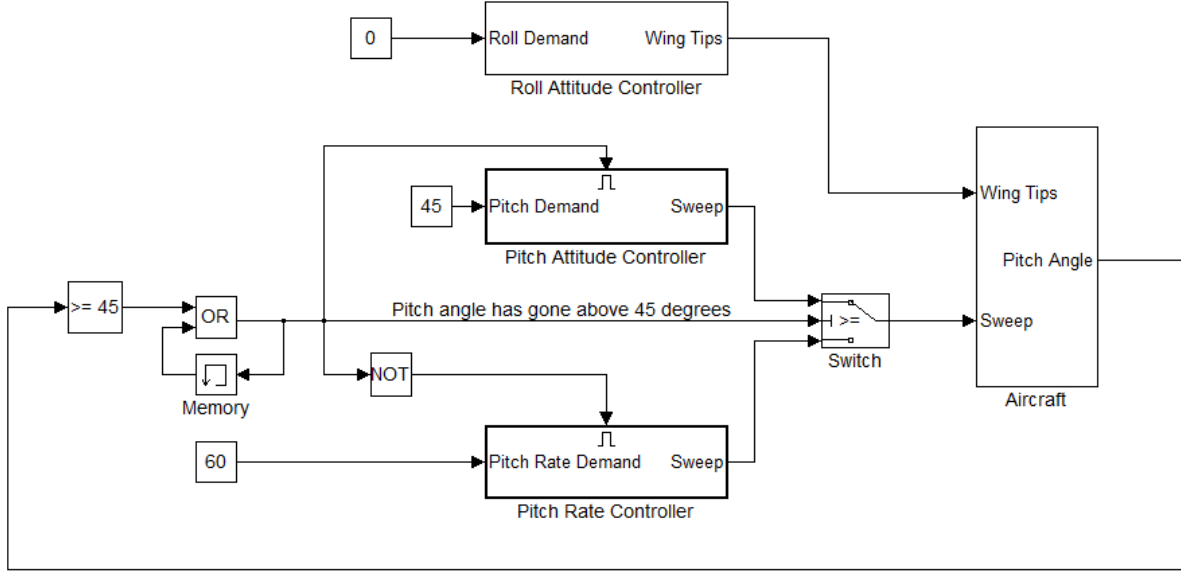 0
Roll Demand
Wing Tips
Roll Attitude Controller
Wing Tips
45
Pitch Demand
Sweep
Pitch Attitude Controller
Pitch Angle
>= 45
OR
Pitch angle has gone above 45 degrees
>=
Sweep
Switch
NOT
Memory
Aircraft
60
Pitch Rate Demand
Sweep
Pitch Rate Controller